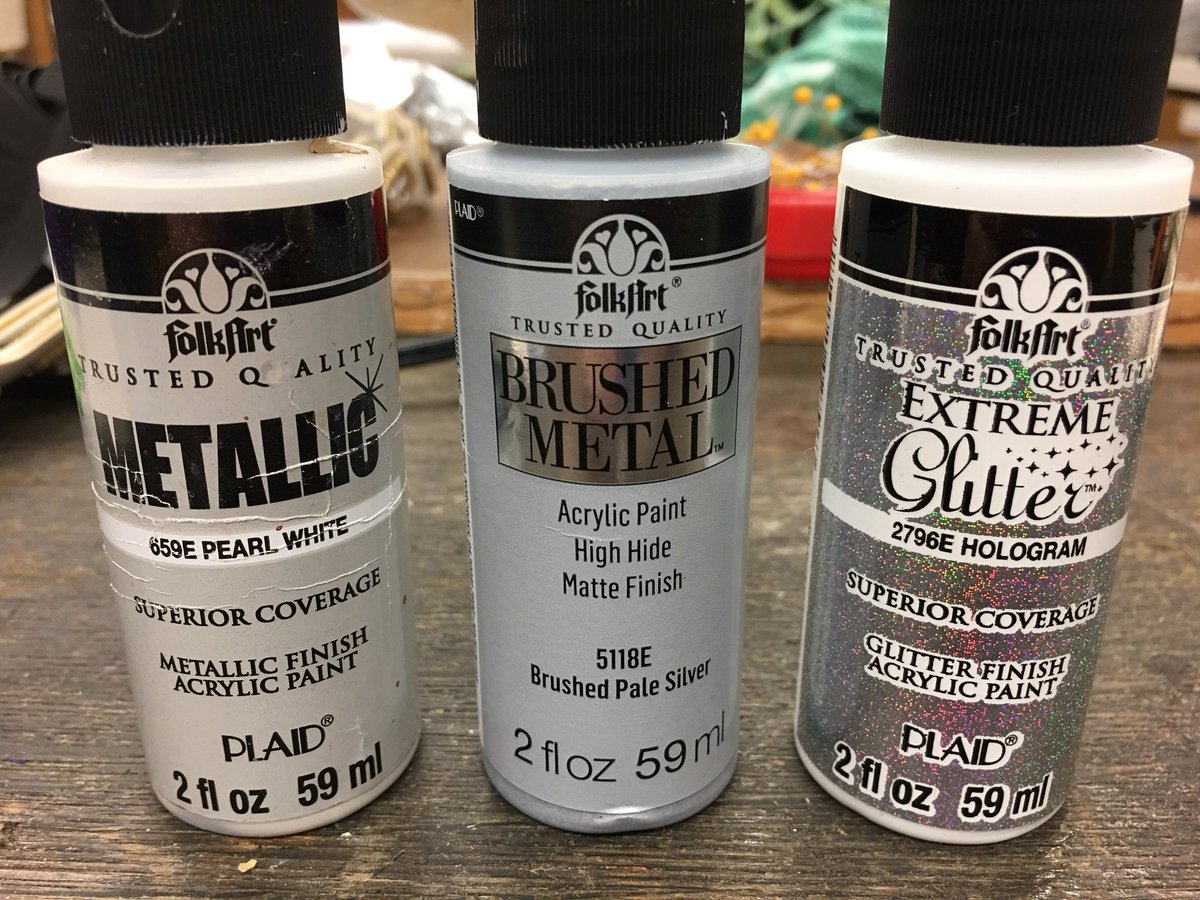 folkArt
TRUSTED QUALITY
METALLIC
659E PEARL WHITE
SUPERIOR COVERAGE
METALLIC FINISH
ACRYLIC PAINT
PLAID®
2 fl oz 59 ml
PLAID®
folkArt®
TRUSTED QUALITY
BRUSHED
METAL™
Acrylic Paint
High Hide
Matte Finish
5118E
Brushed Pale Silver
2 fl oz 59 ml
folkArt®
TRUSTED QUALITY
EXTREME
Glitter™
2796E HOLOGRAM
SUPERIOR COVERAGE
GLITTER FINISH
ACRYLIC PAINT
PLAID®
2 fl oz 59 ml